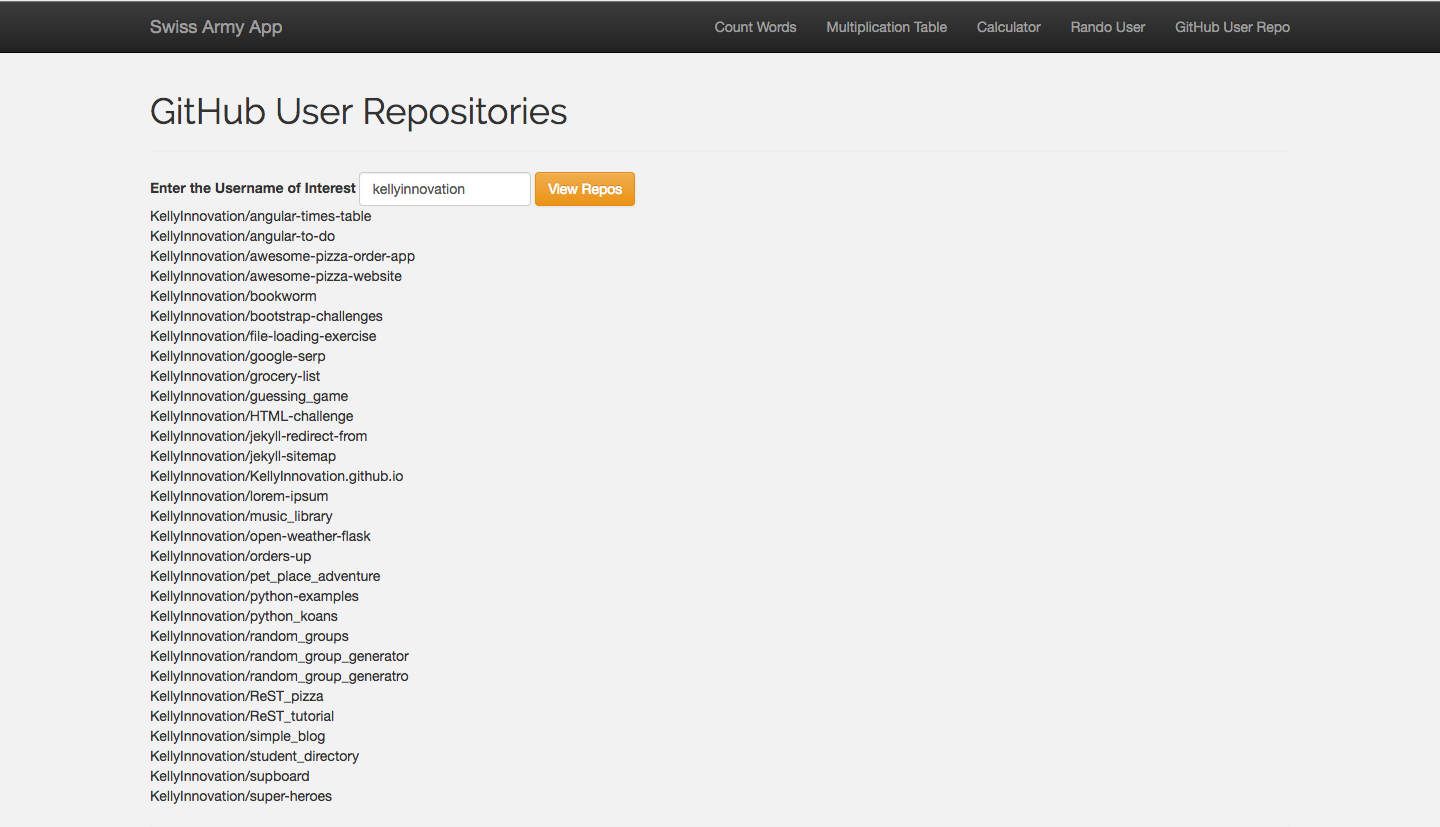 Swiss Army App Count Words Multiplication Table Calculator Rando User GitHub User Repo
GitHub User Repositories
Enter the Username of Interest kellyinnovation View Repos
KellyInnovation/angular-times-table
KellyInnovation/angular-to-do
KellyInnovation/awesome-pizza-order-app
KellyInnovation/awesome-pizza-website
KellyInnovation/bookworm
KellyInnovation/bootstrap-challenges
KellyInnovation/file-loading-exercise
KellyInnovation/google-serp
KellyInnovation/grocery-list
KellyInnovation/guessing_game
KellyInnovation/HTML-challenge
KellyInnovation/jekyll-redirect-from
KellyInnovation/jekyll-sitemap
KellyInnovation/KellyInnovation.github.io
KellyInnovation/lorem-ipsum
KellyInnovation/music_library
KellyInnovation/open-weather-flask
KellyInnovation/orders-up
KellyInnovation/pet_place_adventure
KellyInnovation/python-examples
KellyInnovation/python_koans
KellyInnovation/random_groups
KellyInnovation/random_group_generator
KellyInnovation/random_group_generatro
KellyInnovation/ReST_pizza
KellyInnovation/ReST_tutorial
KellyInnovation/simple_blog
KellyInnovation/student_directory
KellyInnovation/supboard
KellyInnovation/super-heroes